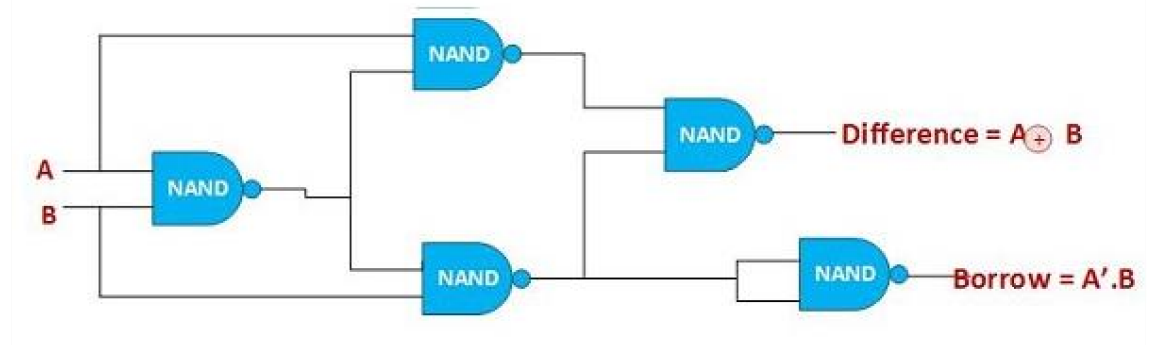 NAND
A
B
NAND
NAND
NAND
Difference = A + B
NAND
Borrow = A’.B